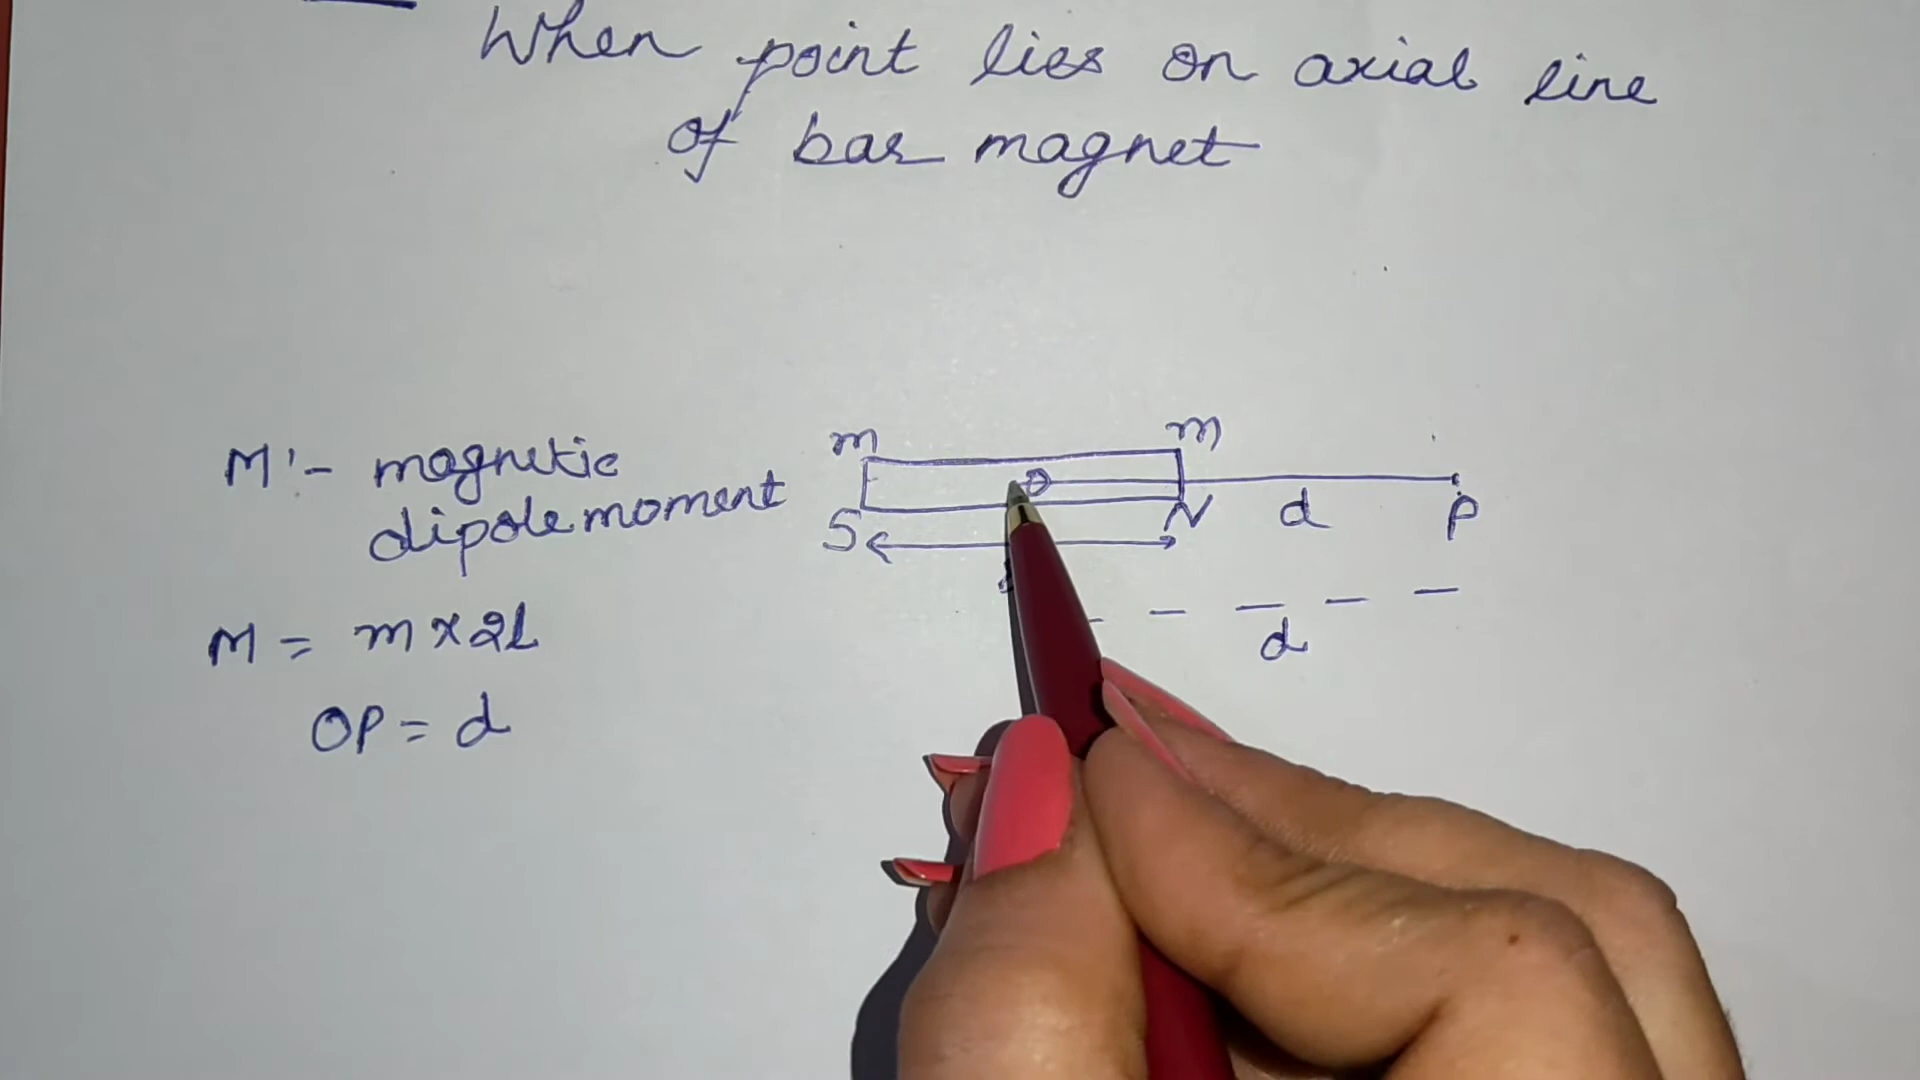 When point lies on axial line
of bar magnet
M :- magnetic
dipole moment
M = m x 2l
OP = d
m m
O
S N d P
d